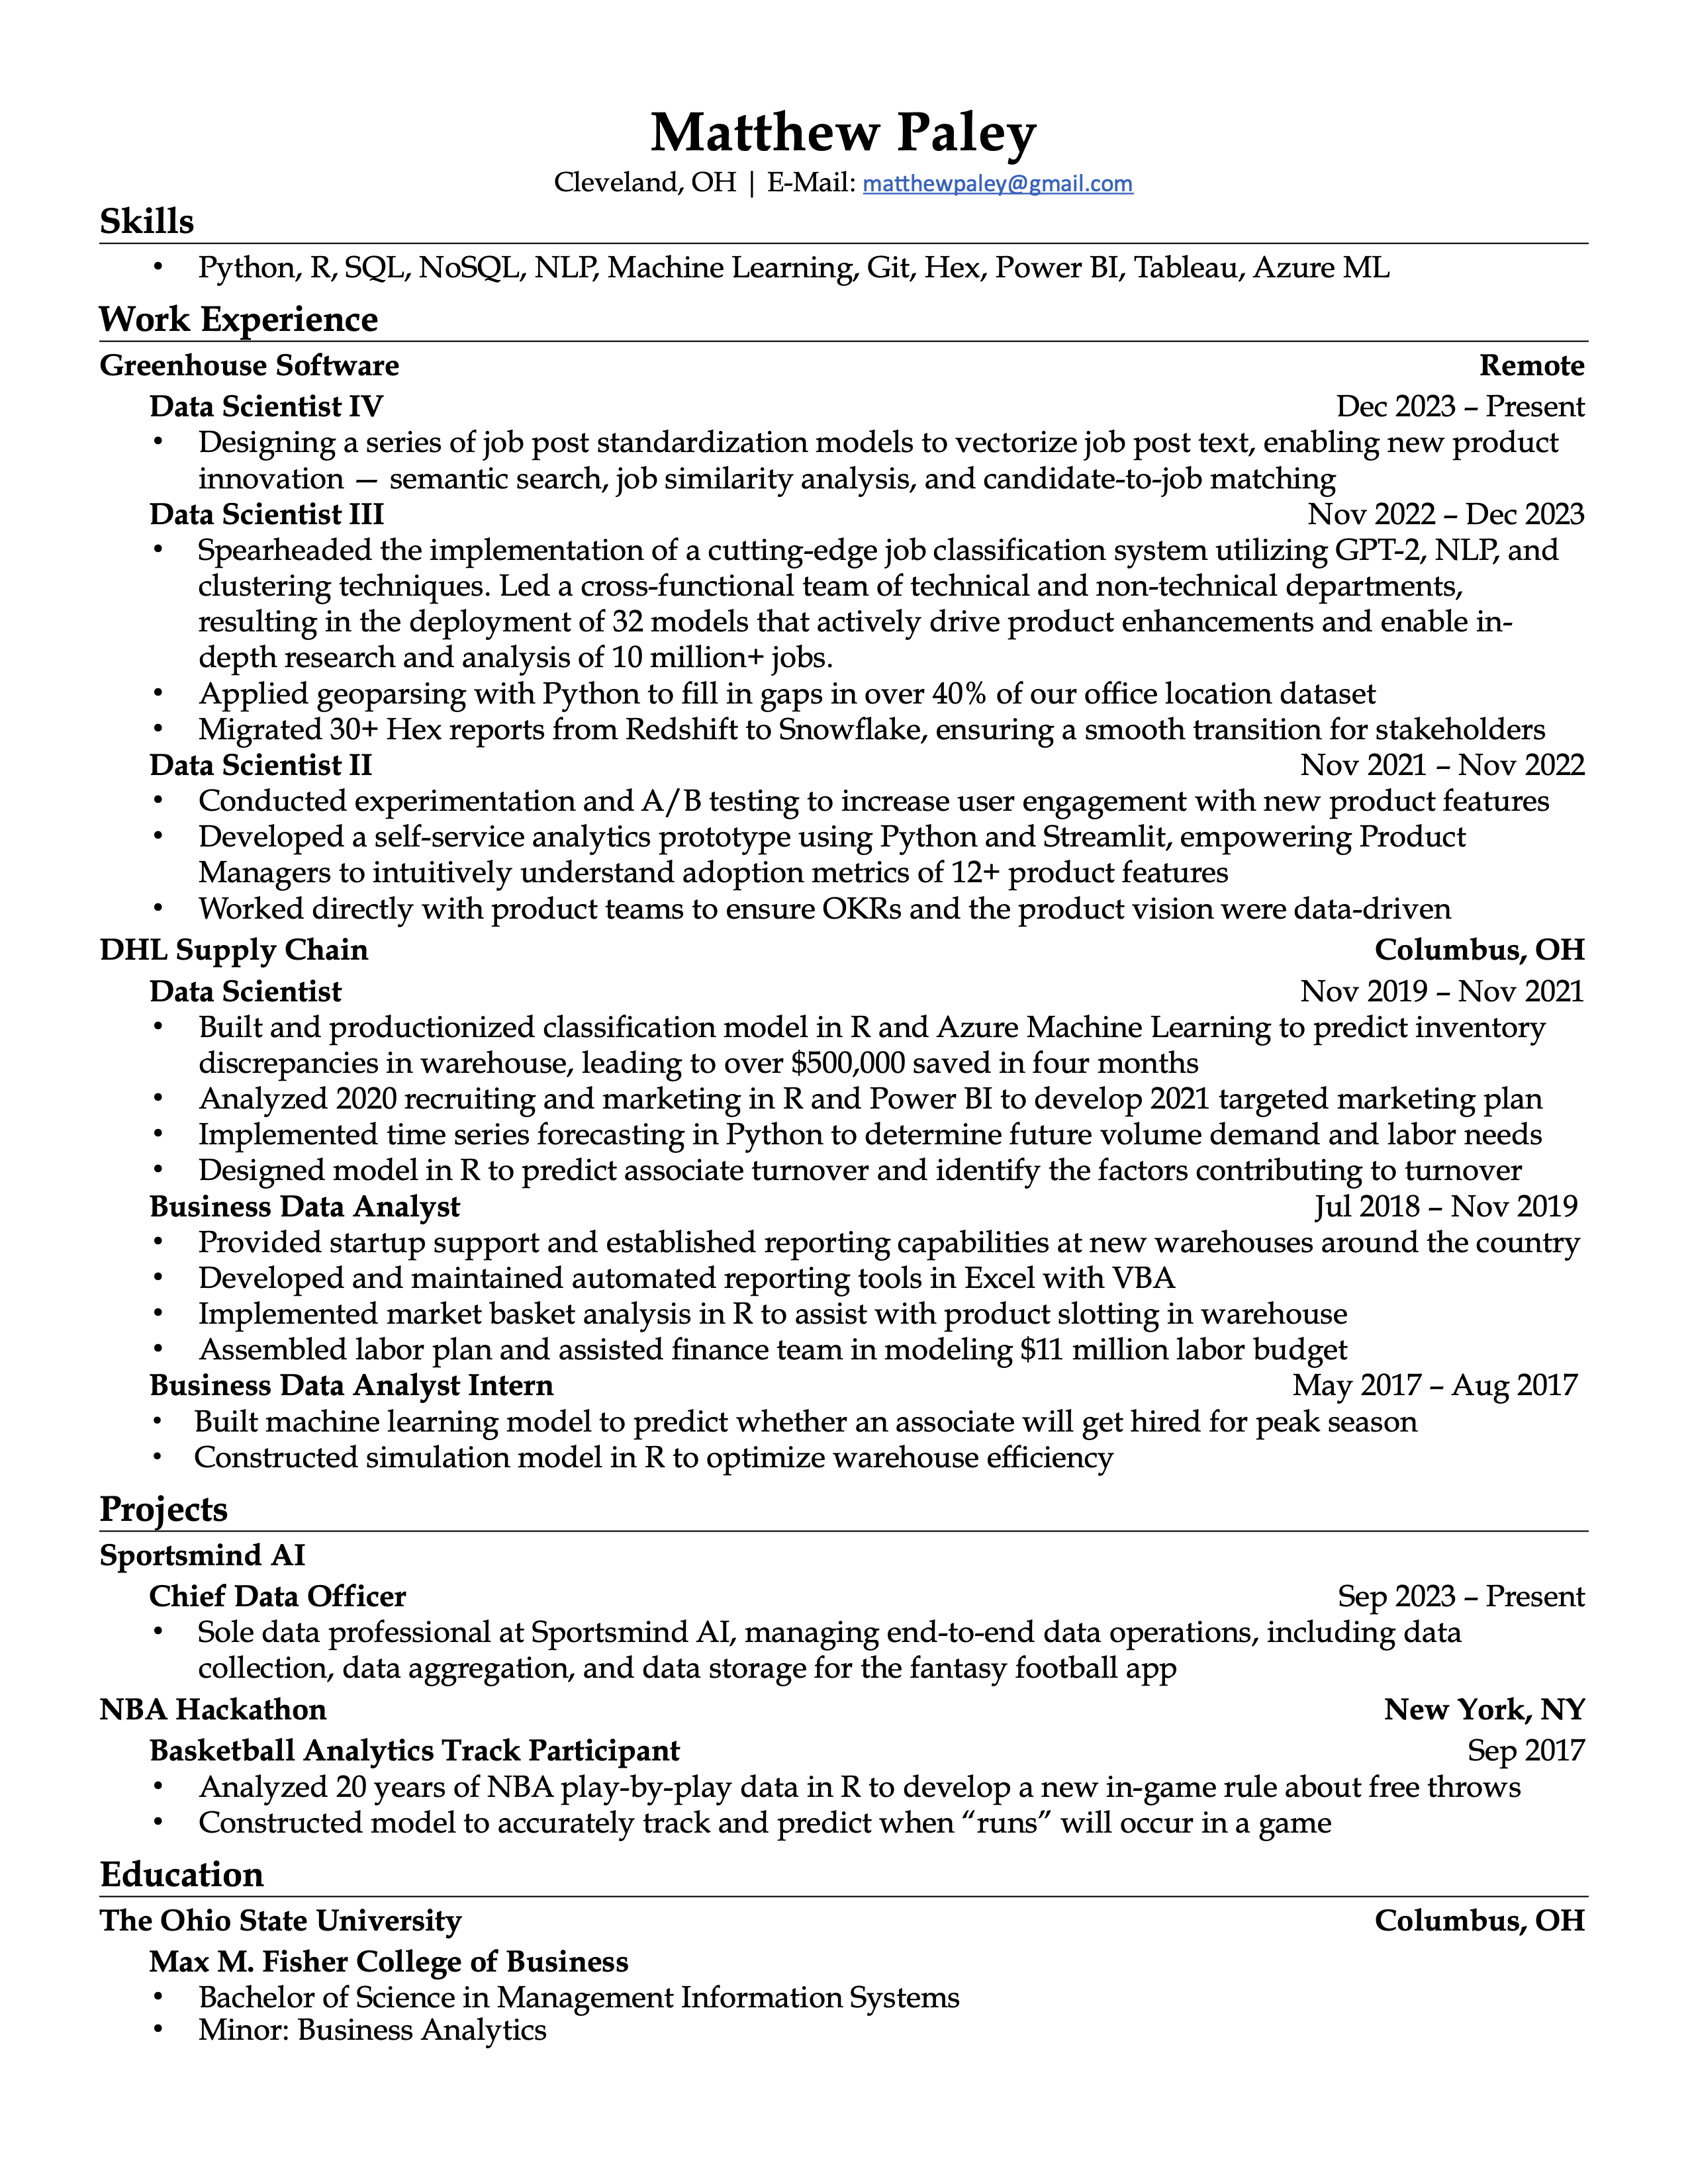 Matthew Paley
Cleveland, OH | E-Mail: matthewpaley@gmail.com
Skills
• Python, R, SQL, NoSQL, NLP, Machine Learning, Git, Hex, Power BI, Tableau, Azure ML
Work Experience
Greenhouse Software Remote
Data Scientist IV Dec 2023 – Present
• Designing a series of job post standardization models to vectorize job post text, enabling new product
innovation — semantic search, job similarity analysis, and candidate-to-job matching
Data Scientist III Nov 2022 – Dec 2023
• Spearheaded the implementation of a cutting-edge job classification system utilizing GPT-2, NLP, and
clustering techniques. Led a cross-functional team of technical and non-technical departments,
resulting in the deployment of 32 models that actively drive product enhancements and enable in-
depth research and analysis of 10 million+ jobs.
• Applied geoparsing with Python to fill in gaps in over 40% of our office location dataset
• Migrated 30+ Hex reports from Redshift to Snowflake, ensuring a smooth transition for stakeholders
Data Scientist II Nov 2021 – Nov 2022
• Conducted experimentation and A/B testing to increase user engagement with new product features
• Developed a self-service analytics prototype using Python and Streamlit, empowering Product
Managers to intuitively understand adoption metrics of 12+ product features
• Worked directly with product teams to ensure OKRs and the product vision were data-driven
DHL Supply Chain Columbus, OH
Data Scientist Nov 2019 – Nov 2021
• Built and productionized classification model in R and Azure Machine Learning to predict inventory
discrepancies in warehouse, leading to over $500,000 saved in four months
• Analyzed 2020 recruiting and marketing in R and Power BI to develop 2021 targeted marketing plan
• Implemented time series forecasting in Python to determine future volume demand and labor needs
• Designed model in R to predict associate turnover and identify the factors contributing to turnover
Business Data Analyst Jul 2018 – Nov 2019
• Provided startup support and established reporting capabilities at new warehouses around the country
• Developed and maintained automated reporting tools in Excel with VBA
• Implemented market basket analysis in R to assist with product slotting in warehouse
• Assembled labor plan and assisted finance team in modeling $11 million labor budget
Business Data Analyst Intern May 2017 – Aug 2017
• Built machine learning model to predict whether an associate will get hired for peak season
• Constructed simulation model in R to optimize warehouse efficiency
Projects
Sportsmind AI
Chief Data Officer Sep 2023 – Present
• Sole data professional at Sportsmind AI, managing end-to-end data operations, including data
collection, data aggregation, and data storage for the fantasy football app
NBA Hackathon New York, NY
Basketball Analytics Track Participant Sep 2017
• Analyzed 20 years of NBA play-by-play data in R to develop a new in-game rule about free throws
• Constructed model to accurately track and predict when “runs” will occur in a game
Education
The Ohio State University Columbus, OH
Max M. Fisher College of Business
• Bachelor of Science in Management Information Systems
• Minor: Business Analytics